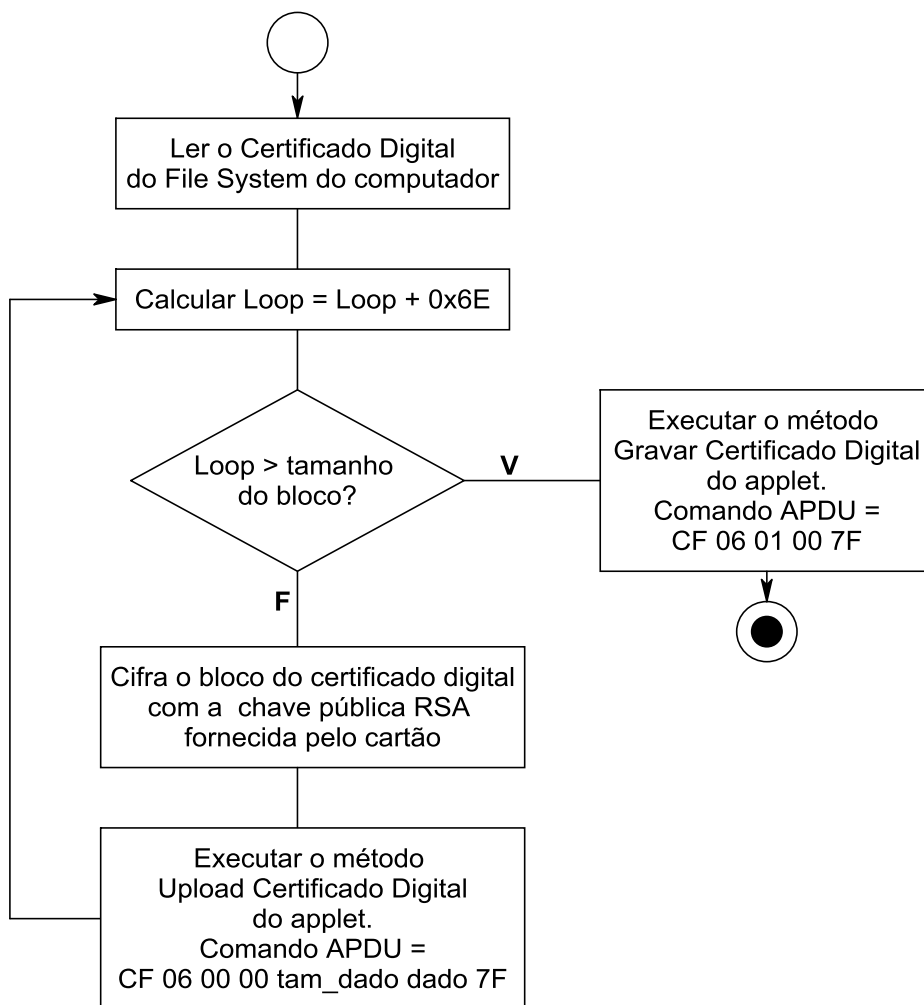 Ler o Certificado Digital
do File System do computador
Calcular Loop = Loop + 0x6E
Loop > tamanho
do bloco?
V
Executar o método
Gravar Certificado Digital
do applet.
Comando APDU =
CF 06 01 00 7F
F
Cifra o bloco do certificado digital
com a chave pública RSA
fornecida pelo cartão
Executar o método
Upload Certificado Digital
do applet.
Comando APDU =
CF 06 00 00 tam_dado dado 7F